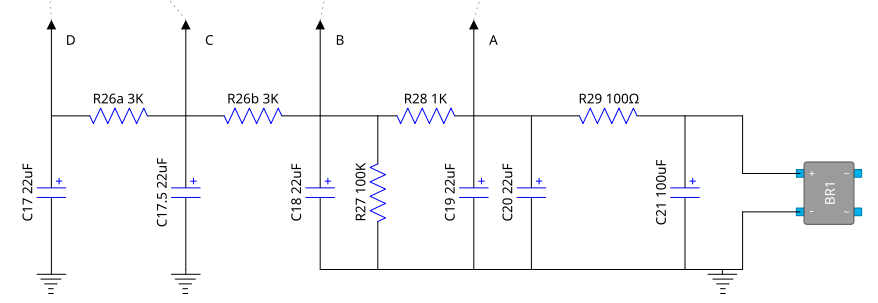 D
C
B
A
R26a 3K
R26b 3K
R28 1K
R29 100Ω
C17 22uF
+
C17.5 22uF
+
C18 22uF
+
R27 100K
C19 22uF
+
C20 22uF
+
C21 100uF
+
+ ~
BR1
- ~